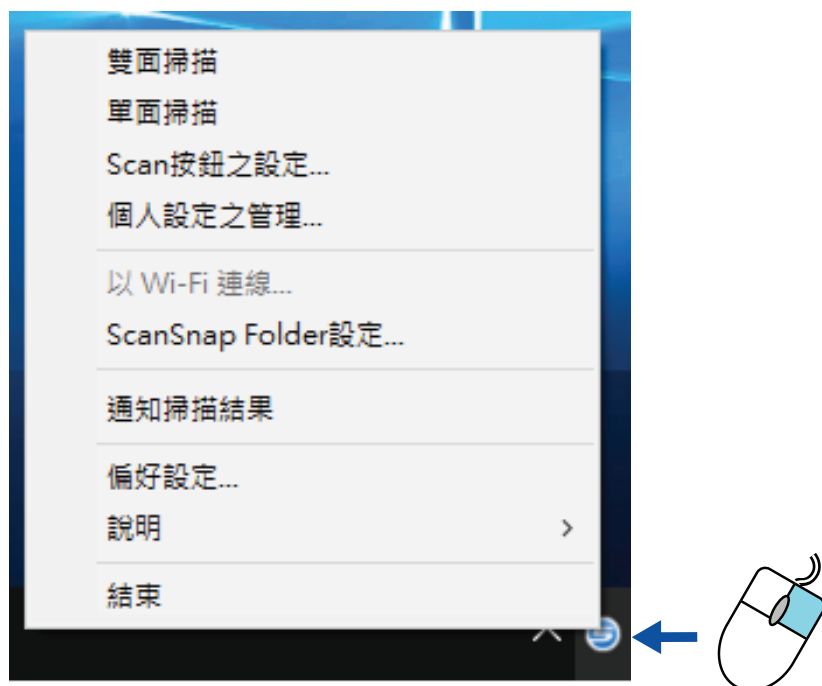 雙面掃描
單面掃描
Scan按鈕之設定...
個人設定之管理...
以 Wi-Fi 連線...
ScanSnap Folder設定...
通知掃描結果
偏好設定...
說明
結束